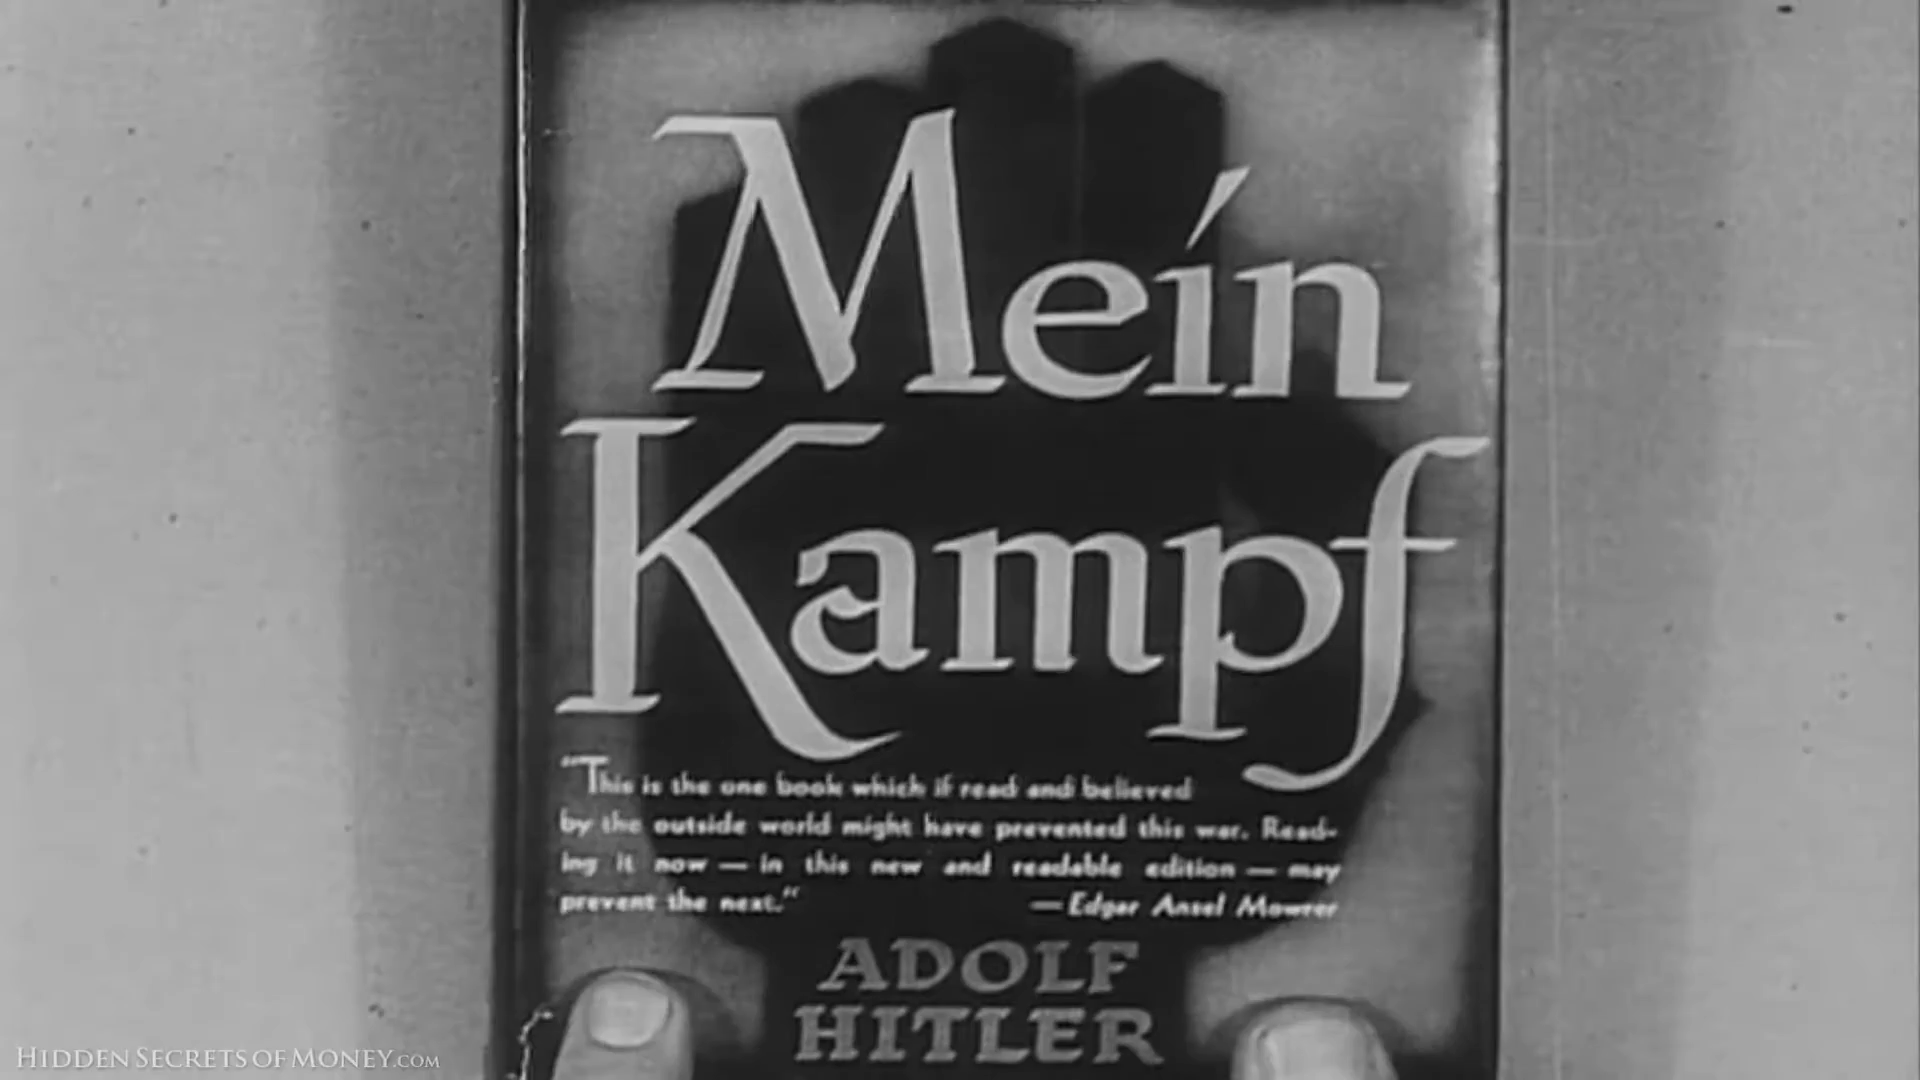 Mein
Kampf
"This is the one book which if read and believed
by the outside world might have prevented this war. Read-
ing it now — in this new and readable edition — may
prevent the next."
—Edgar Ansel Mowrer
ADOLF
HITLER
HIDDEN SECRETS OF MONEY.COM